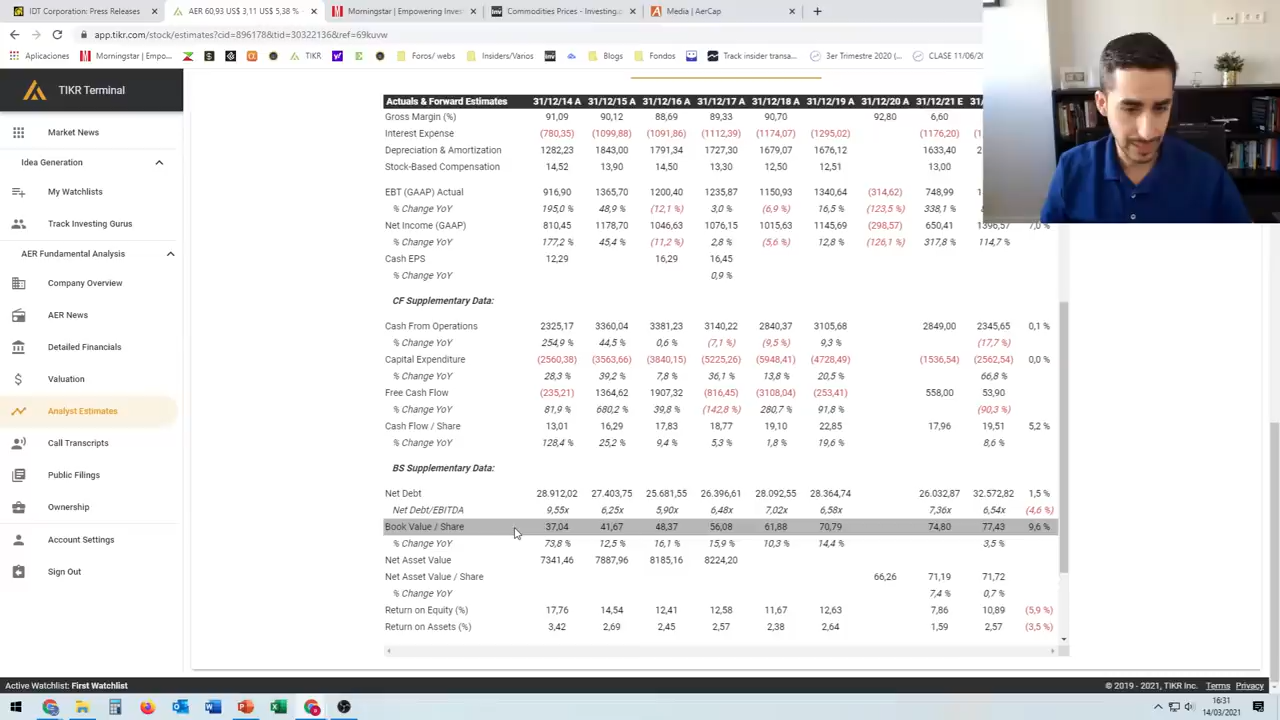 IDT Corporation: Press Releases × AER 60,93 US$ 3,11 US$ 5,38 % × Morningstar | Empowering Inves × Commodities Prices - Investing.c × Media | AerCap × +
app.tikr.com/stock/estimates?cid=896178&tid=30322136&ref=69kuvw
Aplicaciones Morningstar | Empo... TIKR Foros/ webs Insiders/Varios Blogs Fondos Track insider transa... 3er Trimestre 2020 (... CLASE 11/06/20
TIKR Terminal
Market News
Idea Generation
My Watchlists
Track Investing Gurus
AER Fundamental Analysis
Company Overview
AER News
Detailed Financials
Valuation
Analyst Estimates
Call Transcripts
Public Filings
Ownership
Account Settings
Sign Out
Actuals & Forward Estimates 31/12/14 A 31/12/15 A 31/12/16 A 31/12/17 A 31/12/18 A 31/12/19 A 31/12/20 A 31/12/21 E 31/
Gross Margin (%) 91,09 90,12 88,69 89,33 90,70 92,80 6,60
Interest Expense (780,35) (1099,88) (1091,86) (1112,39) (1174,07) (1295,02) (1176,20) (1
Depreciation & Amortization 1282,23 1843,00 1791,34 1727,30 1679,07 1676,12 1633,40 2
Stock-Based Compensation 14,52 13,90 14,50 13,30 12,50 12,51 13,00
EBT (GAAP) Actual 916,90 1365,70 1200,40 1235,87 1150,93 1340,64 (314,62) 748,99 1
% Change YoY 195,0 % 48,9 % (12,1 %) 3,0 % (6,9 %) 16,5 % (123,5 %) 338,1 %
Net Income (GAAP) 810,45 1178,70 1046,63 1076,15 1015,63 1145,69 (298,57) 650,41 1396,57 7,0 %
% Change YoY 177,2 % 45,4 % (11,2 %) 2,8 % (5,6 %) 12,8 % (126,1 %) 317,8 % 114,7 %
Cash EPS 12,29 16,29 16,45
% Change YoY 0,9 %
CF Supplementary Data:
Cash From Operations 2325,17 3360,04 3381,23 3140,22 2840,37 3105,68 2849,00 2345,65 0,1 %
% Change YoY 254,9 % 44,5 % 0,6 % (7,1 %) (9,5 %) 9,3 % (17,7 %)
Capital Expenditure (2560,38) (3563,66) (3840,15) (5225,26) (5948,41) (4728,49) (1536,54) (2562,54) 0,0 %
% Change YoY 28,3 % 39,2 % 7,8 % 36,1 % 13,8 % 20,5 % 66,8 %
Free Cash Flow (235,21) 1364,62 1907,32 (816,45) (3108,04) (253,41) 558,00 53,90
% Change YoY 81,9 % 680,2 % 39,8 % (142,8 %) 280,7 % 91,8 % (90,3 %)
Cash Flow / Share 13,01 16,29 17,83 18,77 19,10 22,85 17,96 19,51 5,2 %
% Change YoY 128,4 % 25,2 % 9,4 % 5,3 % 1,8 % 19,6 % 8,6 %
BS Supplementary Data:
Net Debt 28.912,02 27.403,75 25.681,55 26.396,61 28.092,55 28.364,74 26.032,87 32.572,82 1,5 %
Net Debt/EBITDA 9,55x 6,25x 5,90x 6,48x 7,02x 6,58x 7,36x 6,54x (4,6 %)
Book Value / Share 37,04 41,67 48,37 56,08 61,88 70,79 74,80 77,43 9,6 %
% Change YoY 73,8 % 12,5 % 16,1 % 15,9 % 10,3 % 14,4 % 3,5 %
Net Asset Value 7341,46 7887,96 8185,16 8224,20
Net Asset Value / Share 66,26 71,19 71,72
% Change YoY 7,4 % 0,7 %
Return on Equity (%) 17,76 14,54 12,41 12,58 11,67 12,63 7,86 10,89 (5,9 %)
Return on Assets (%) 3,42 2,69 2,45 2,57 2,38 2,64 1,59 2,57 (3,5 %)
Active Watchlist: First Watchlist © 2019 - 2021, TIKR Inc. Terms Privacy
16:31
14/03/2021